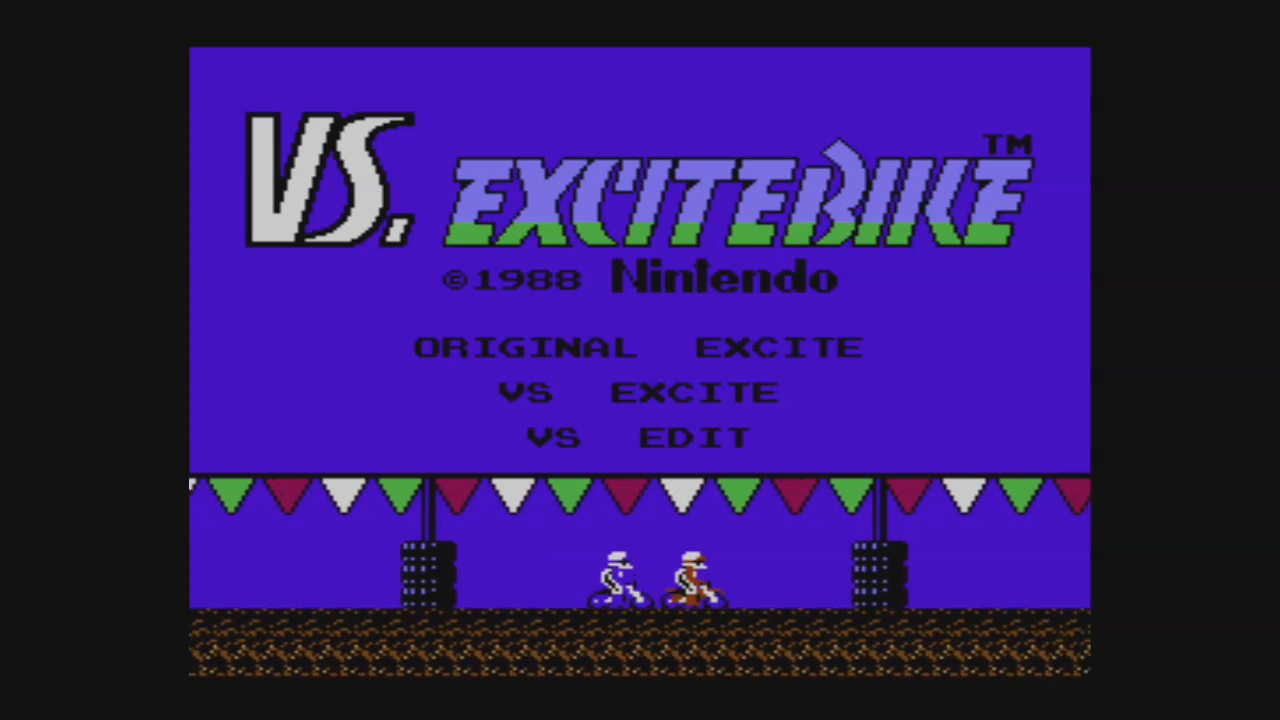 VS. EXCITEBIKE TM
©1988 Nintendo
ORIGINAL EXCITE
VS EXCITE
VS EDIT